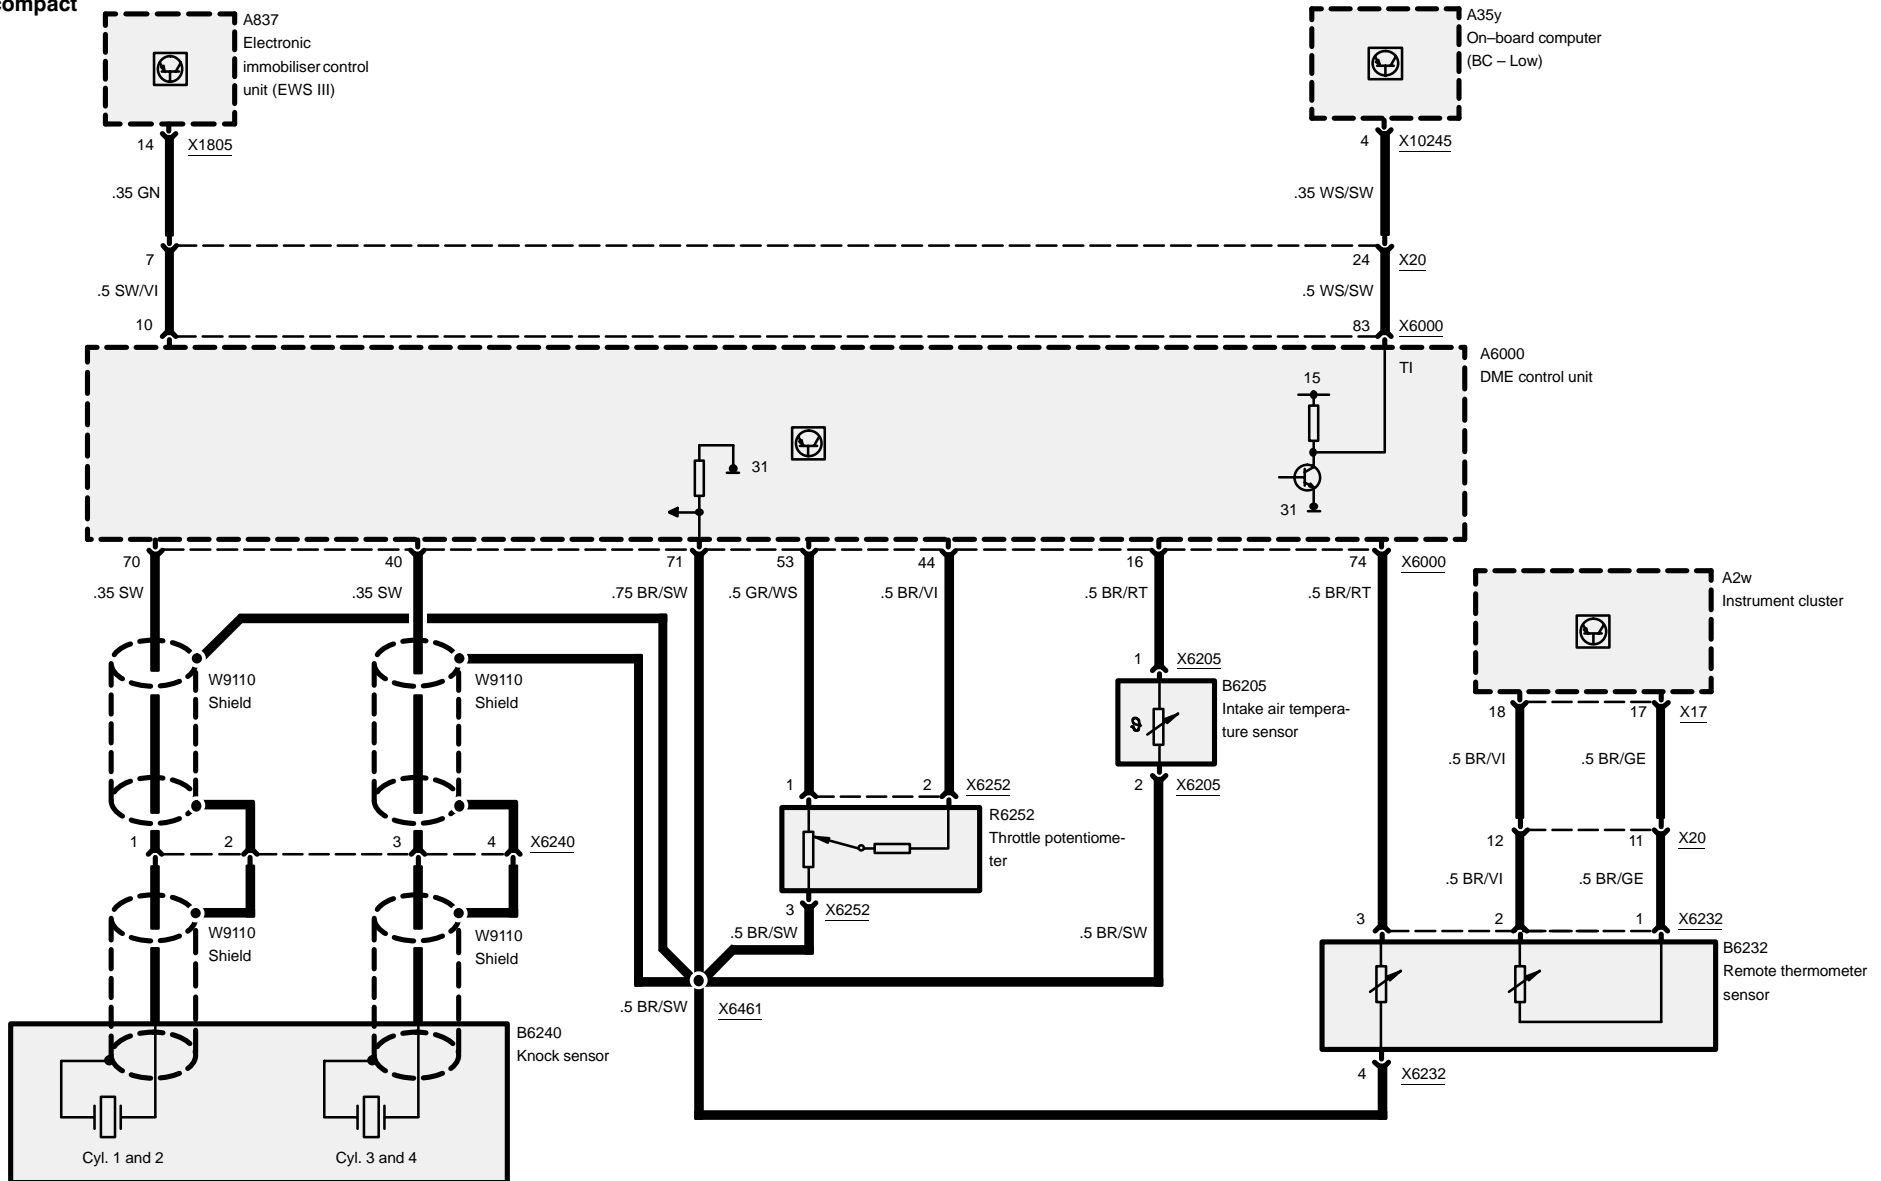 compact
A837
Electronic
immobiliser control
unit (EWS III)
A35y
On–board computer
(BC – Low)
14 X1805
4 X10245
.35 GN
.35 WS/SW
7
24 X20
.5 SW/VI
.5 WS/SW
10
83 X6000
A6000
DME control unit
TI
15
31
31
70
40
71
53
44
16
74 X6000
.35 SW
.35 SW
.75 BR/SW
.5 GR/WS
.5 BR/VI
.5 BR/RT
.5 BR/RT
A2w
Instrument cluster
W9110
Shield
W9110
Shield
1 X6205
B6205
Intake air tempera-
ture sensor
ϑ
2 X6205
18
17 X17
.5 BR/VI
.5 BR/GE
1
2 X6252
R6252
Throttle potentiome-
ter
3 X6252
.5 BR/SW
1
2
3
4 X6240
12
11 X20
.5 BR/VI
.5 BR/GE
W9110
Shield
W9110
Shield
.5 BR/SW
3
2
1 X6232
B6232
Remote thermometer
sensor
.5 BR/SW
X6461
B6240
Knock sensor
4 X6232
Cyl. 1 and 2
Cyl. 3 and 4